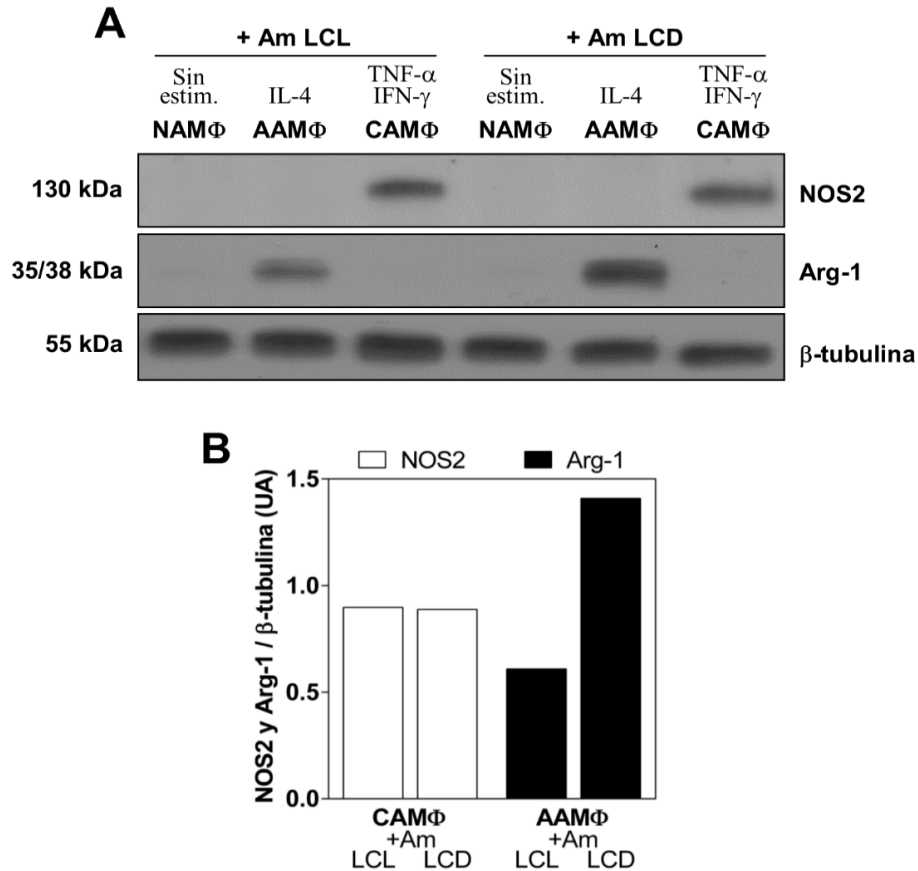 A
+ Am LCL + Am LCD
Sin estim. IL-4 TNF-α IFN-γ Sin estim. IL-4 TNF-α IFN-γ
NAMΦ AAMΦ CAMΦ NAMΦ AAMΦ CAMΦ
130 kDa NOS2
35/38 kDa Arg-1
55 kDa β-tubulina
B
NOS2 Arg-1
NOS2 y Arg-1 / β-tubulina (UA)
1.5
1.0
0.5
0.0
CAMΦ AAMΦ
+Am +Am
LCL LCD LCL LCD